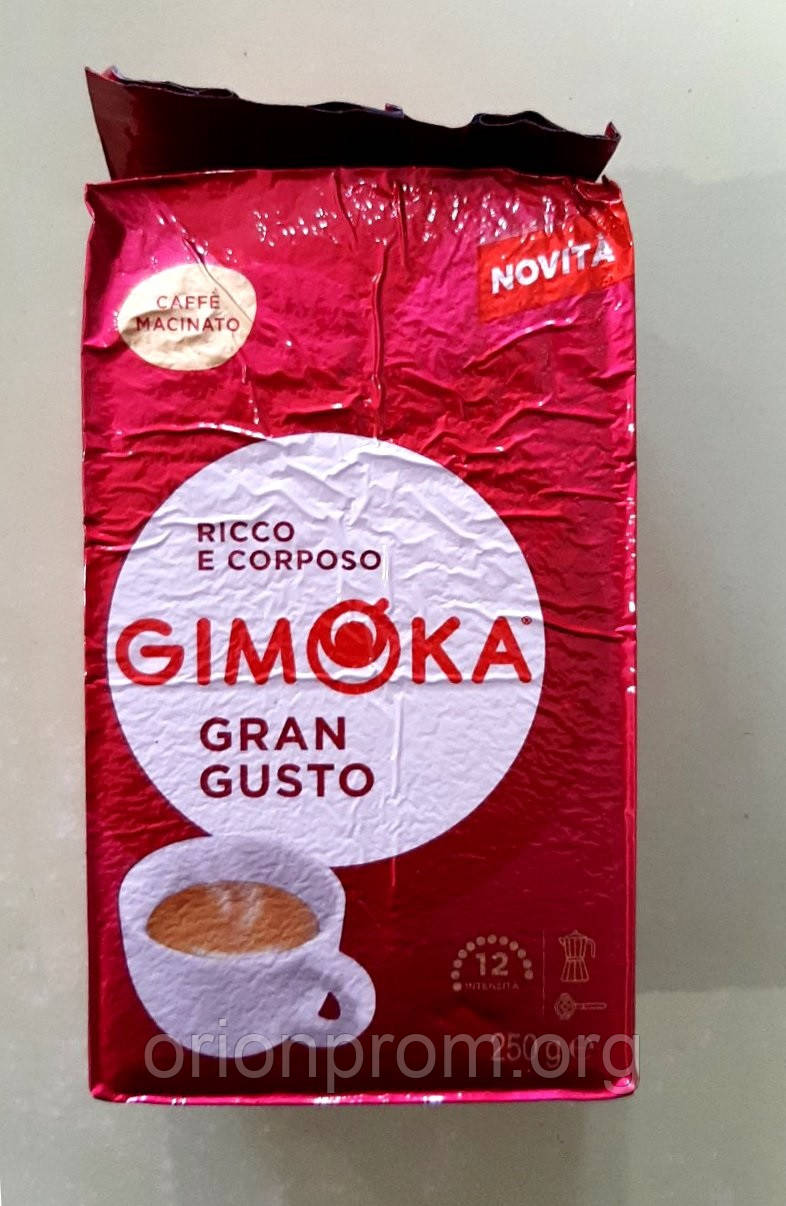 NOVITÀ
CAFFÈ
MACINATO
RICCO
E CORPOSO
GIMOKA®
GRAN
GUSTO
12
INTENSITÀ
250 g e
orionprom.org